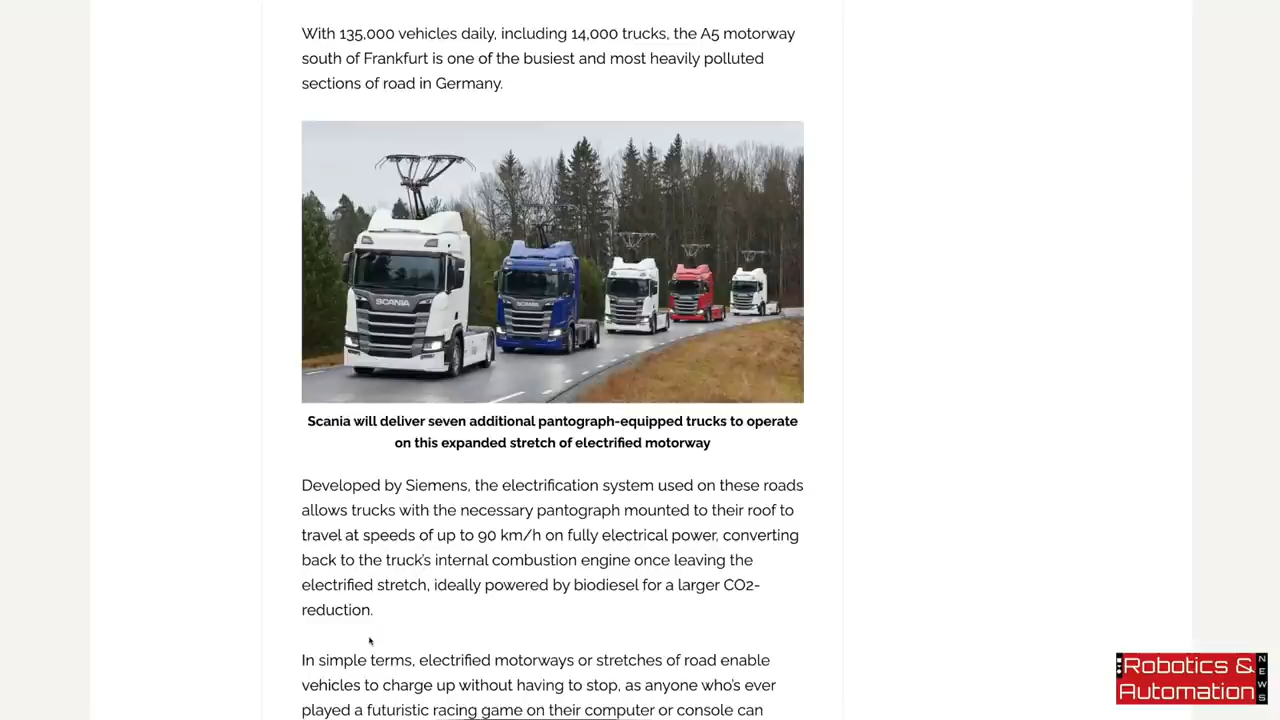 With 135,000 vehicles daily, including 14,000 trucks, the A5 motorway
south of Frankfurt is one of the busiest and most heavily polluted
sections of road in Germany.
SCANIA
SCANIA
Scania will deliver seven additional pantograph-equipped trucks to operate
on this expanded stretch of electrified motorway
Developed by Siemens, the electrification system used on these roads
allows trucks with the necessary pantograph mounted to their roof to
travel at speeds of up to 90 km/h on fully electrical power, converting
back to the truck's internal combustion engine once leaving the
electrified stretch, ideally powered by biodiesel for a larger CO2-
reduction.
In simple terms, electrified motorways or stretches of road enable
vehicles to charge up without having to stop, as anyone who's ever
played a futuristic racing game on their computer or console can
Robotics &
Automation
NEWS